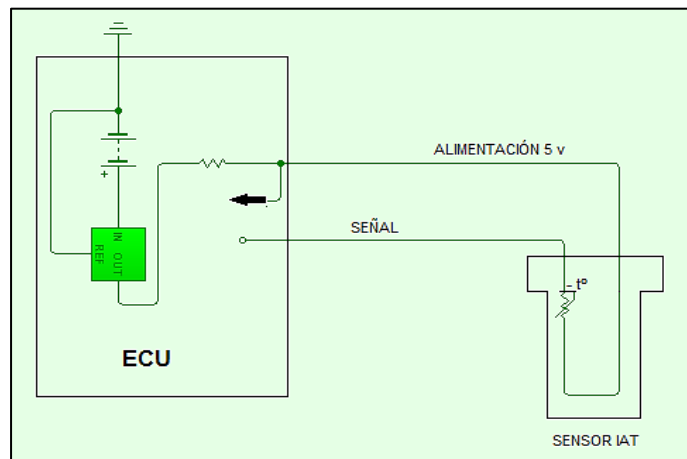 ALIMENTACIÓN 5 v
+
IN OUT
REF
SEÑAL
- tº
ECU
SENSOR IAT